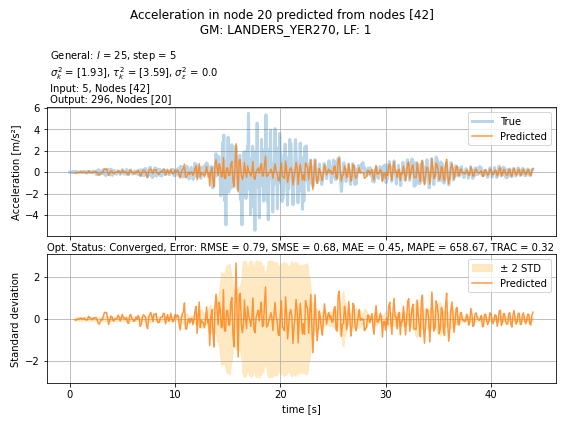 Acceleration in node 20 predicted from nodes [42]
GM: LANDERS_YER270, LF: 1
General: l = 25, step = 5
σ²ₖ = [1.93], τ²ₖ = [3.59], σ²ε = 0.0
Input: 5, Nodes [42]
Output: 296, Nodes [20]
Acceleration [m/s²]
6
4
2
0
−2
−4
True
Predicted
Opt. Status: Converged, Error: RMSE = 0.79, SMSE = 0.68, MAE = 0.45, MAPE = 658.67, TRAC = 0.32
Standard deviation
2
0
−2
± 2 STD
Predicted
0 10 20 30 40
time [s]